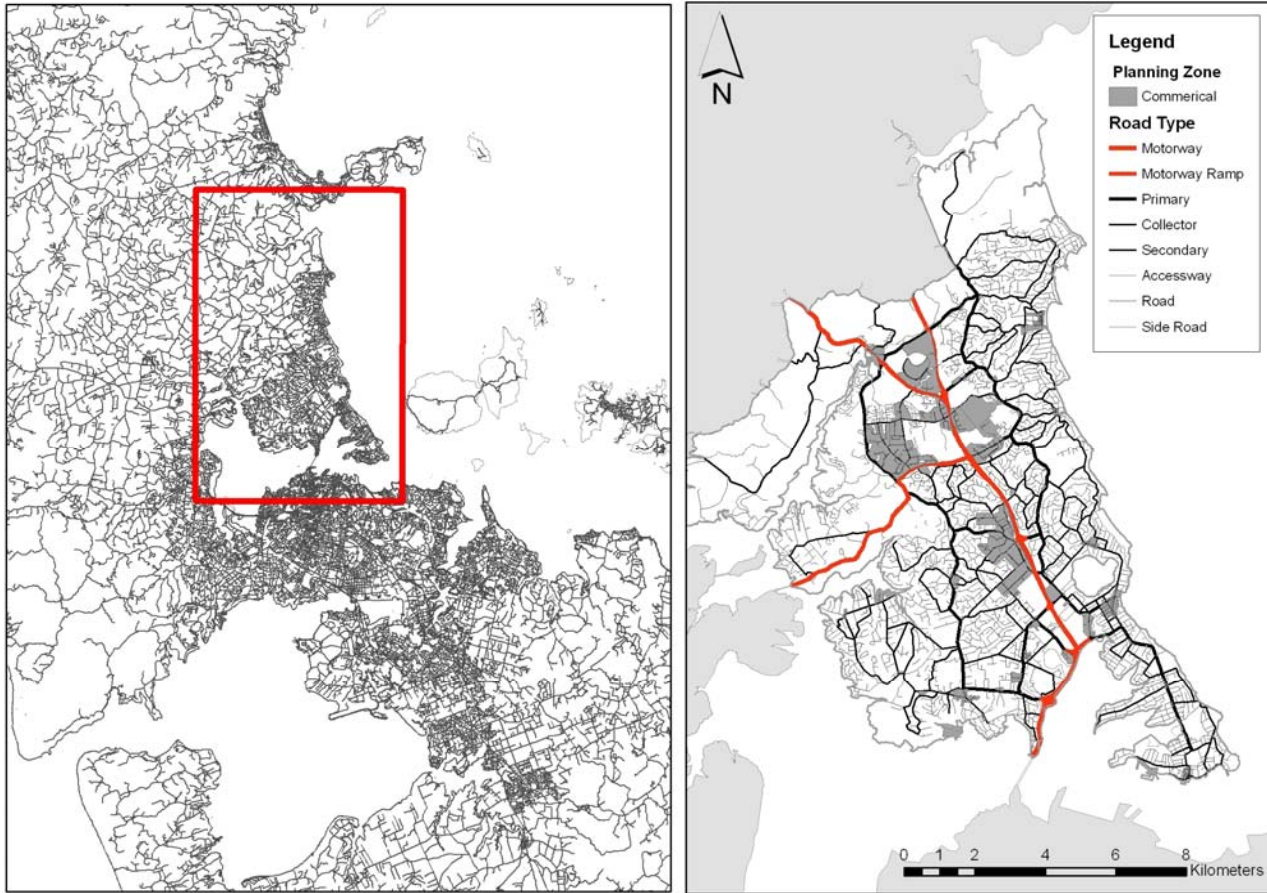 N
Legend
Planning Zone
Commerical
Road Type
Motorway
Motorway Ramp
Primary
Collector
Secondary
Accessway
Road
Side Road
0 1 2 4 6 8
Kilometers